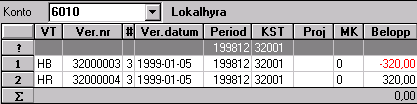 Konto 6010 Lokalhyra
VT Ver.nr # Ver.datum Period KST Proj MK Belopp
? 199812 32001
1 HB 32000003 3 1999-01-05 199812 32001 0 -320,00
2 HR 32000004 3 1999-01-05 199812 32001 0 320,00
Σ 0,00